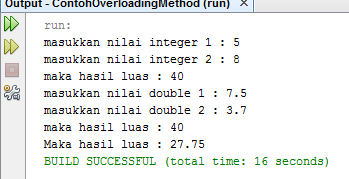 Output - ContohOverloadingMethod (run) ×
run:
masukkan nilai integer 1 : 5
masukkan nilai integer 2 : 8
maka hasil luas : 40
masukkan nilai double 1 : 7.5
masukkan nilai double 2 : 3.7
maka hasil luas : 40
Maka hasil luas : 27.75
BUILD SUCCESSFUL (total time: 16 seconds)